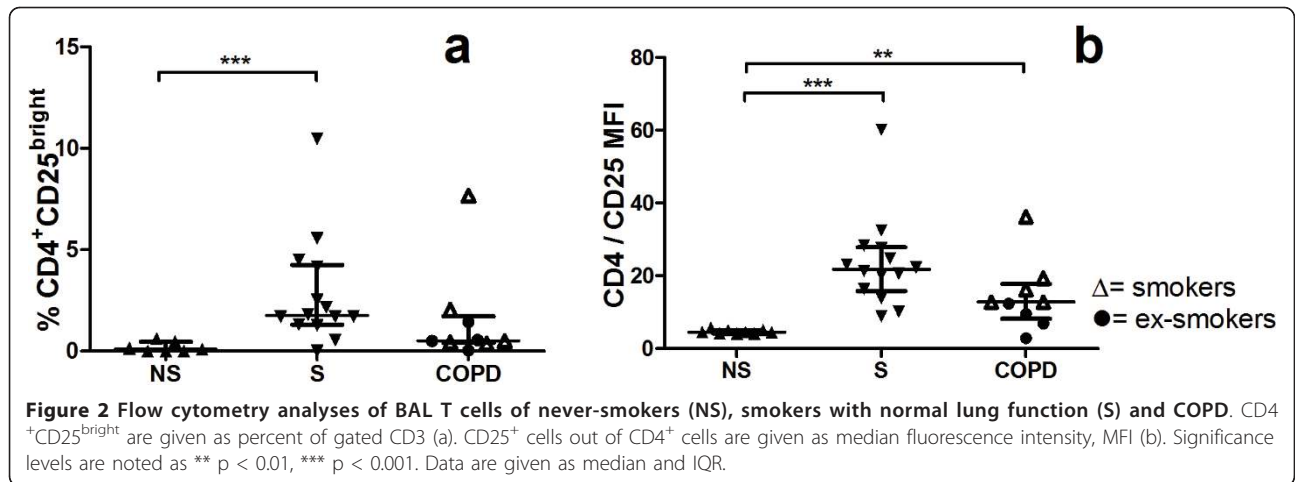 a
15
10
5
0
% CD4+CD25bright
***
NS S COPD
b
80
60
40
20
0
CD4 / CD25 MFI
**
***
NS S COPD
Δ= smokers
●= ex-smokers
Figure 2 Flow cytometry analyses of BAL T cells of never-smokers (NS), smokers with normal lung function (S) and COPD. CD4
+CD25bright are given as percent of gated CD3 (a). CD25+ cells out of CD4+ cells are given as median fluorescence intensity, MFI (b). Significance
levels are noted as ** p < 0.01, *** p < 0.001. Data are given as median and IQR.